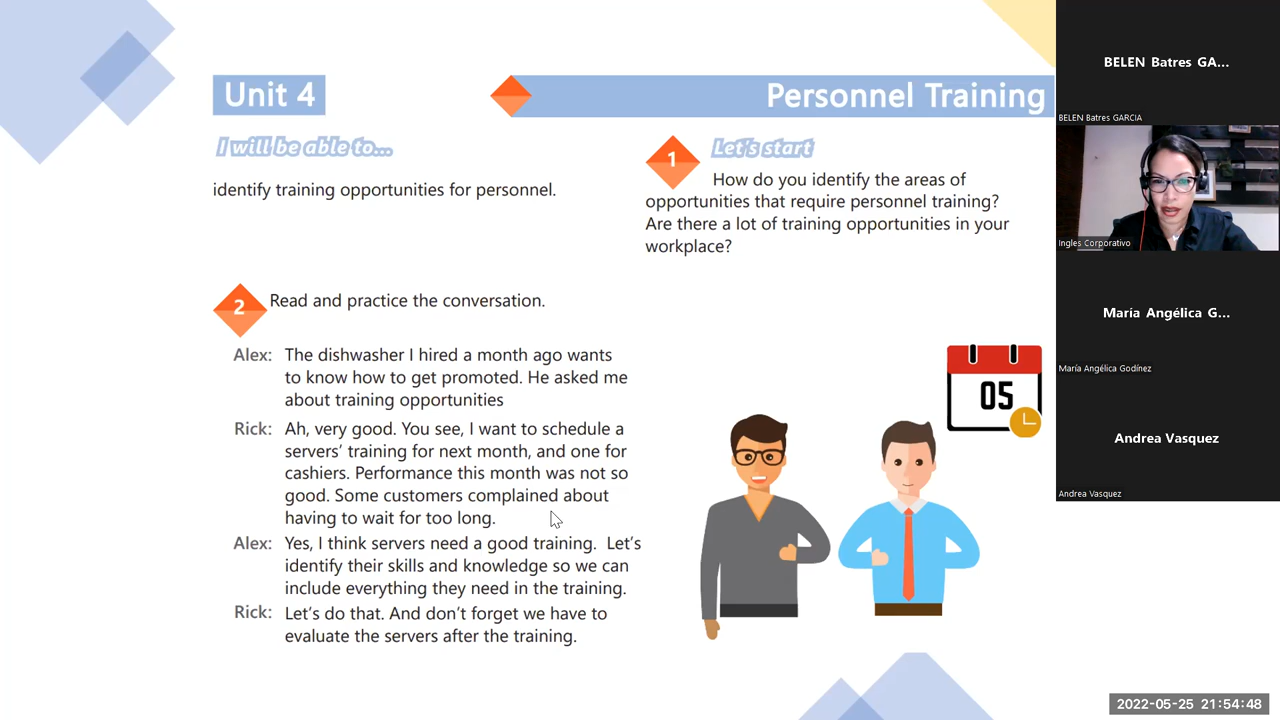 Unit 4
Personnel Training
I will be able to...
identify training opportunities for personnel.
1
Let's start
How do you identify the areas of
opportunities that require personnel training?
Are there a lot of training opportunities in your
workplace?
2
Read and practice the conversation.
Alex: The dishwasher I hired a month ago wants
to know how to get promoted. He asked me
about training opportunities
Rick: Ah, very good. You see, I want to schedule a
servers' training for next month, and one for
cashiers. Performance this month was not so
good. Some customers complained about
having to wait for too long.
Alex: Yes, I think servers need a good training. Let's
identify their skills and knowledge so we can
include everything they need in the training.
Rick: Let's do that. And don't forget we have to
evaluate the servers after the training.
05
BELEN Batres GA...
BELEN Batres GARCIA
Ingles Corporativo
María Angélica G...
María Angélica Godínez
Andrea Vasquez
Andrea Vasquez
2022-05-25 21:54:48